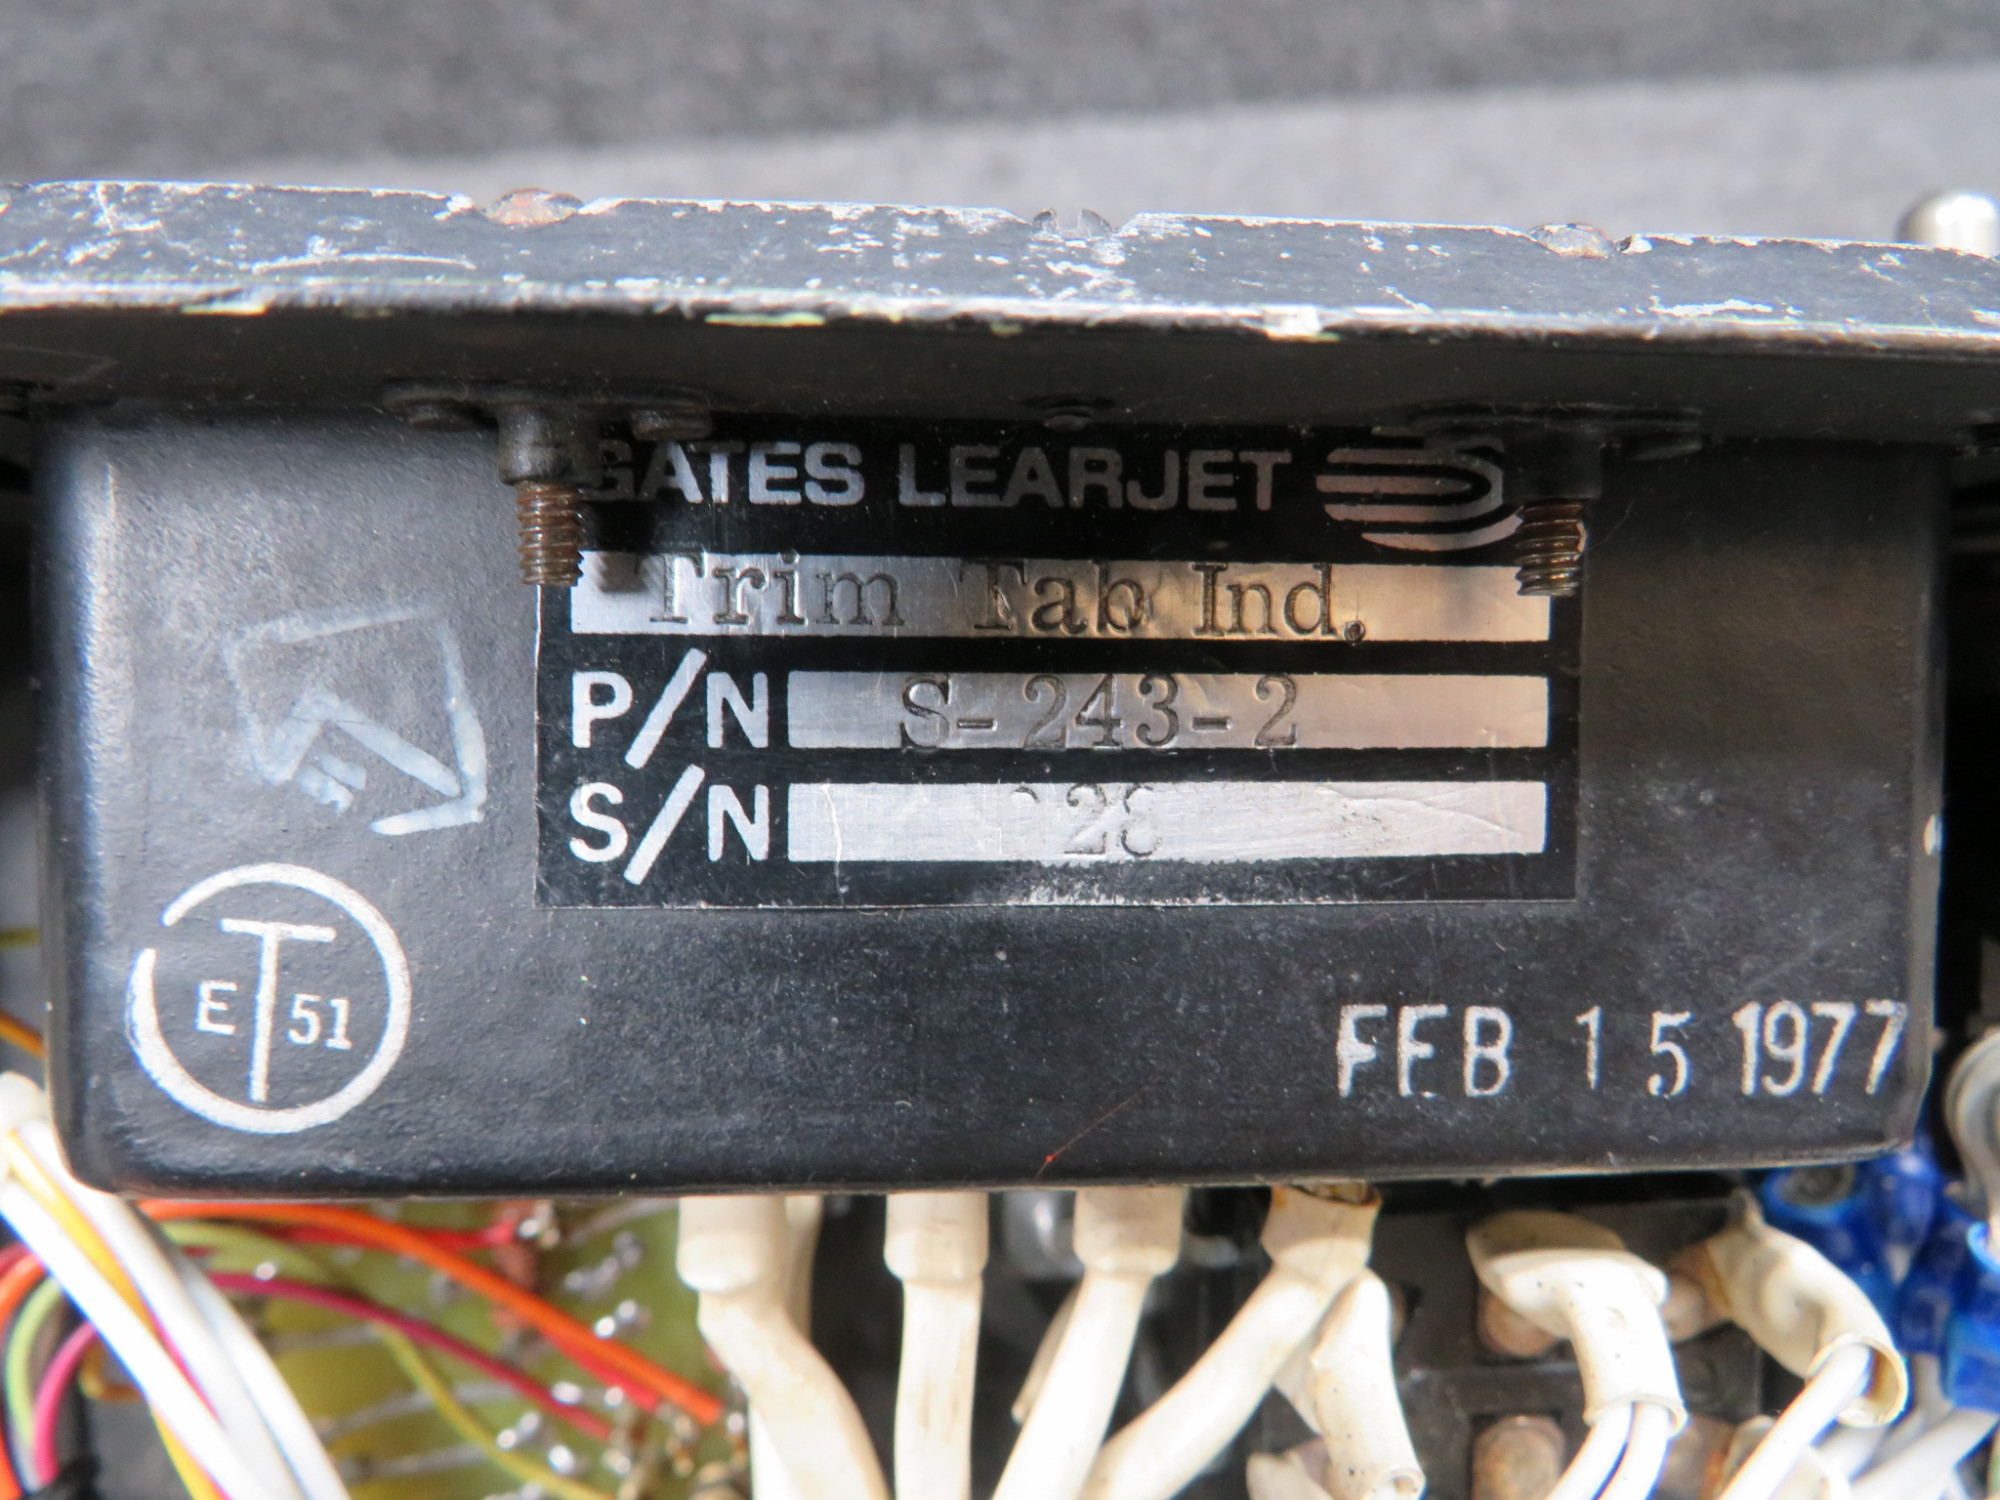 GATES LEARJET
Trim Tab Ind.
P/N S-243-2
S/N
E T 51
FEB 15 1977